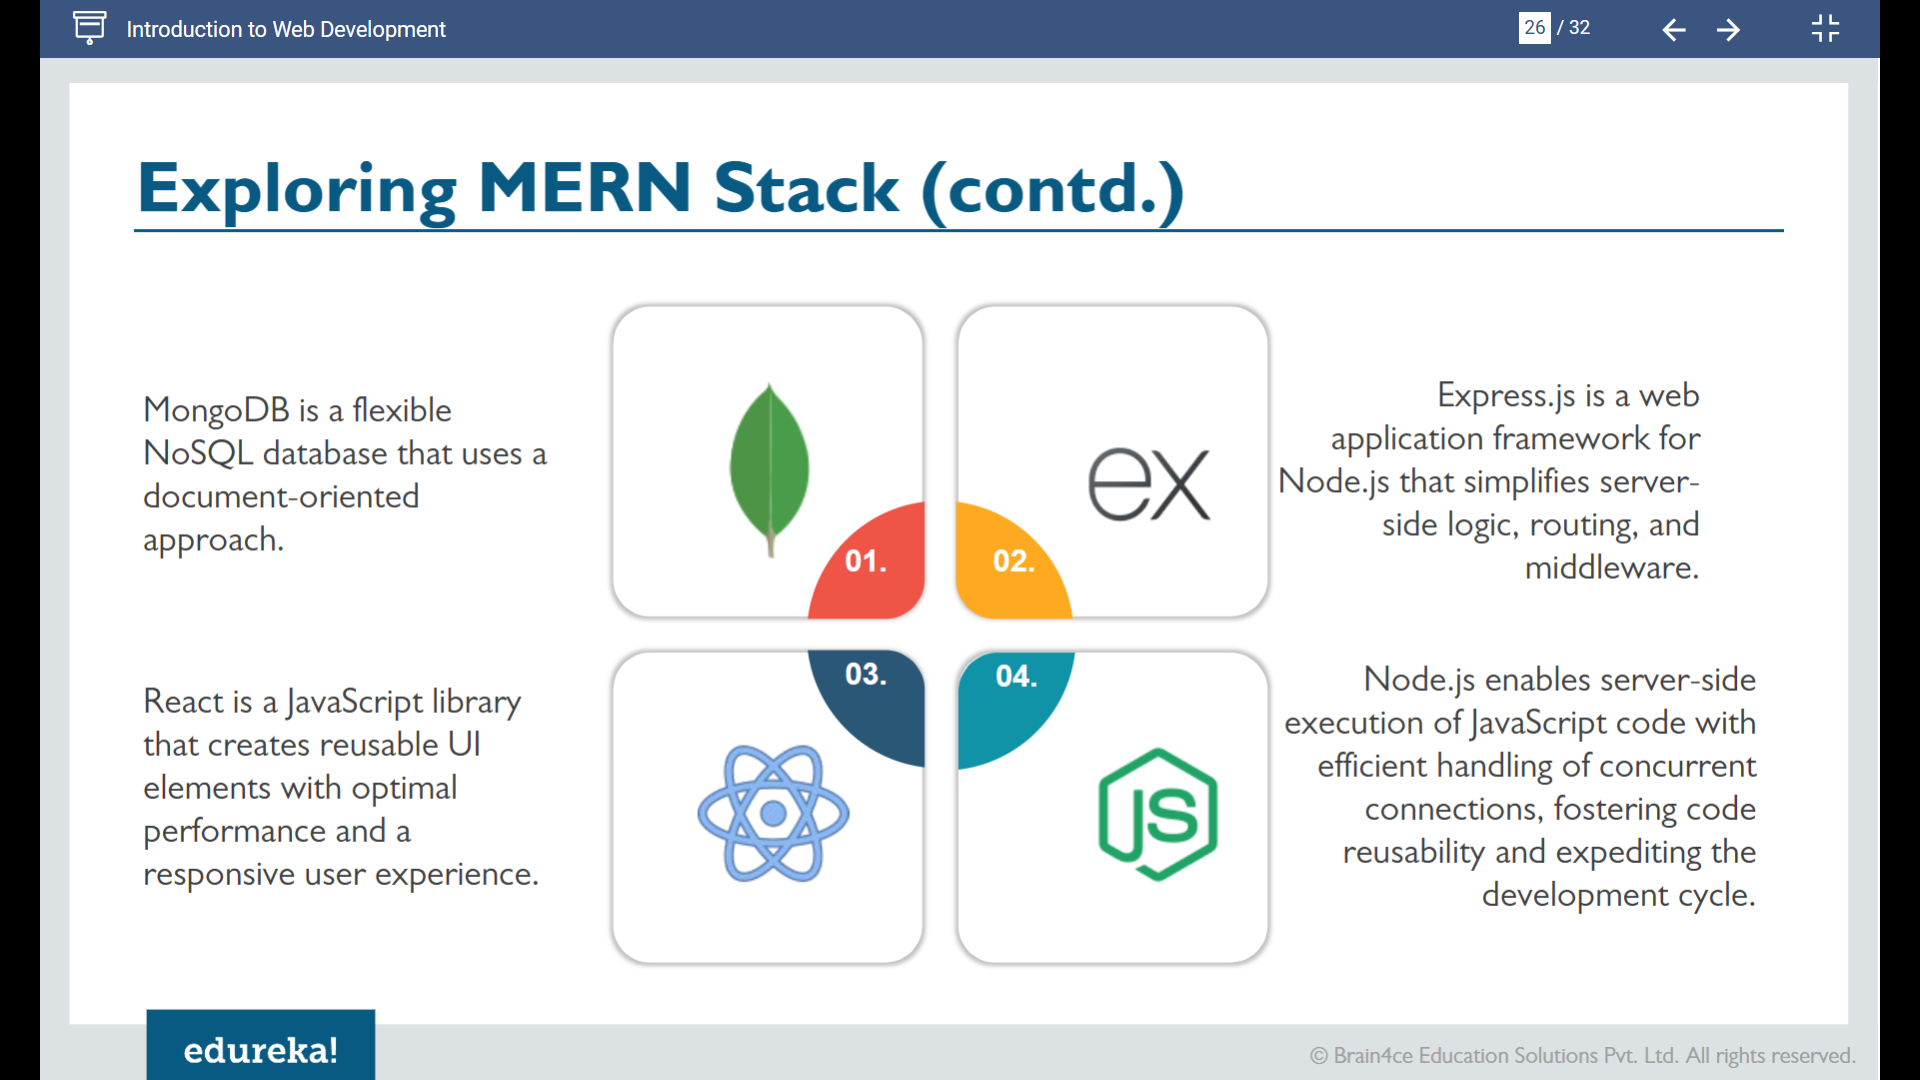 Introduction to Web Development
26 / 32
Exploring MERN Stack (contd.)
MongoDB is a flexible
NoSQL database that uses a
document-oriented
approach.
01.
02.
ex
Express.js is a web
application framework for
Node.js that simplifies server-
side logic, routing, and
middleware.
React is a JavaScript library
that creates reusable UI
elements with optimal
performance and a
responsive user experience.
03.
04.
JS
Node.js enables server-side
execution of JavaScript code with
efficient handling of concurrent
connections, fostering code
reusability and expediting the
development cycle.
edureka!
© Brain4ce Education Solutions Pvt. Ltd. All rights reserved.